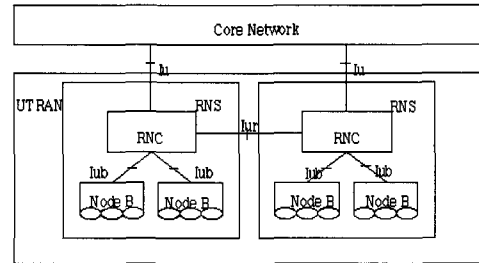 Core Network
Iu Iu
UTRAN
RNS RNS
RNC Iur RNC
Iub Iub Iub Iub
Node B Node B Node B Node B